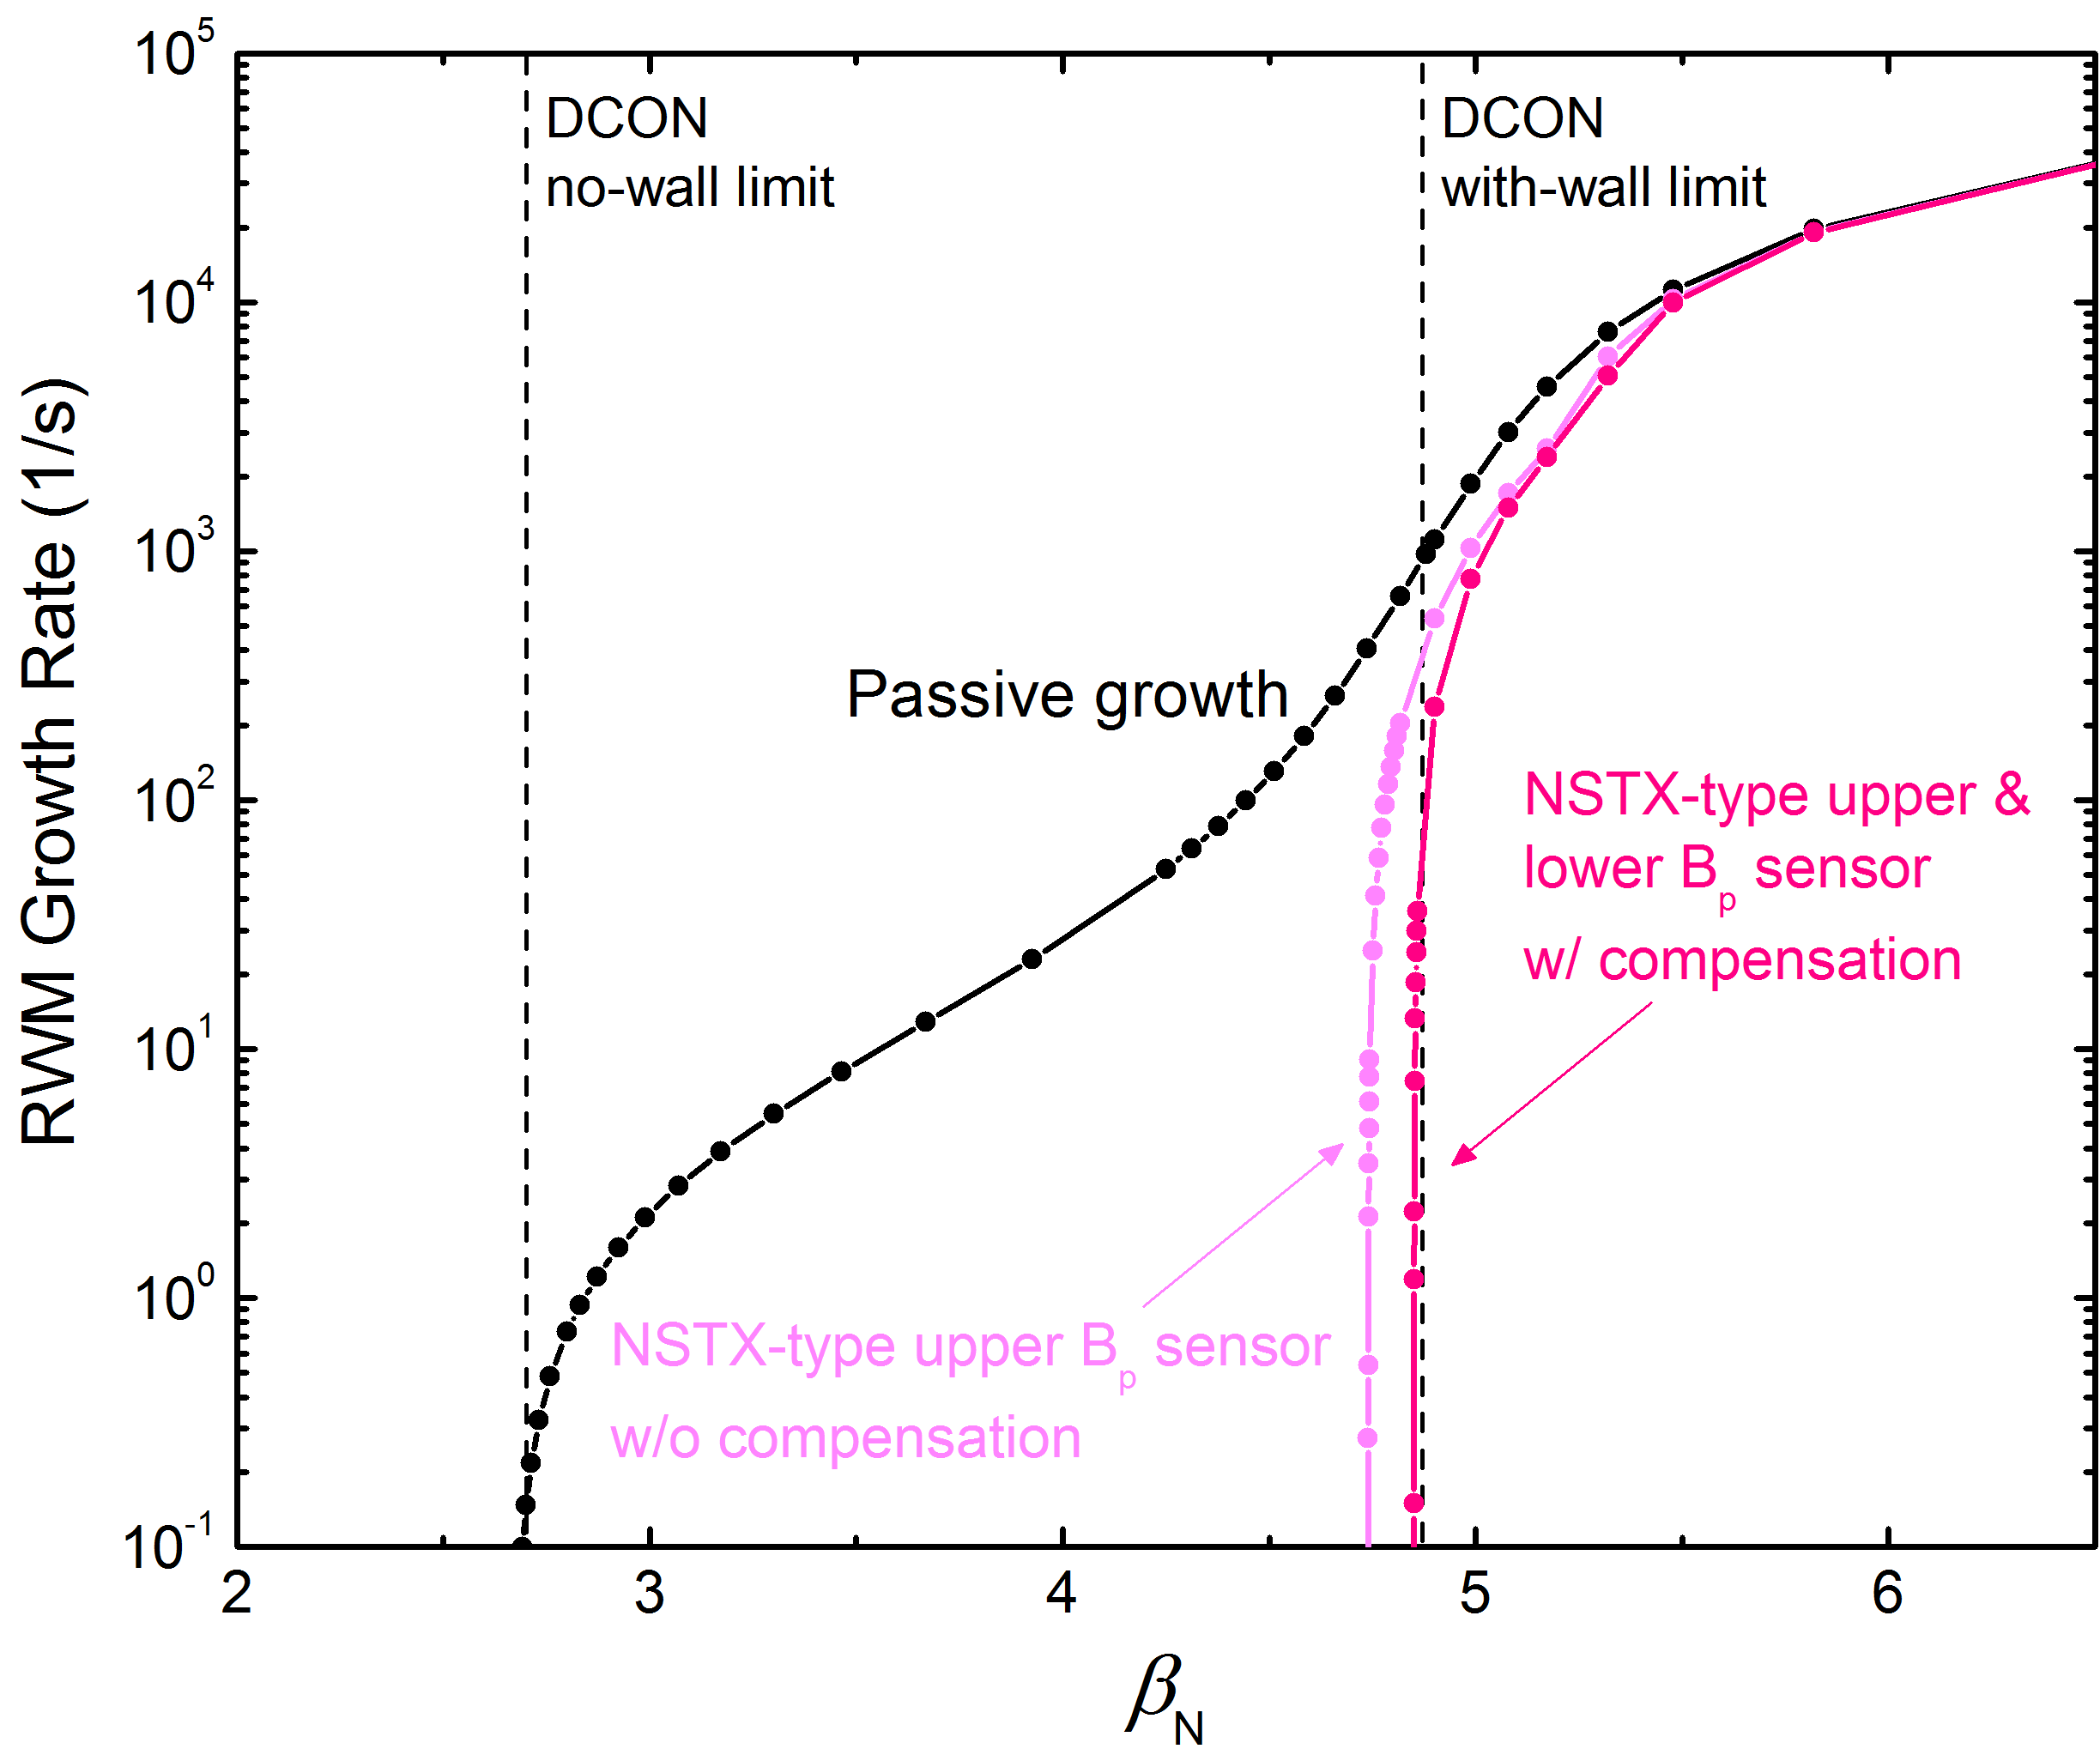 10^5
DCON
no-wall limit
DCON
with-wall limit
10^4
10^3
Passive growth
10^2
NSTX-type upper &
lower B_p sensor
w/ compensation
10^1
10^0
NSTX-type upper B_p sensor
w/o compensation
10^-1
RWM Growth Rate (1/s)
2 3 4 5 6
β_N